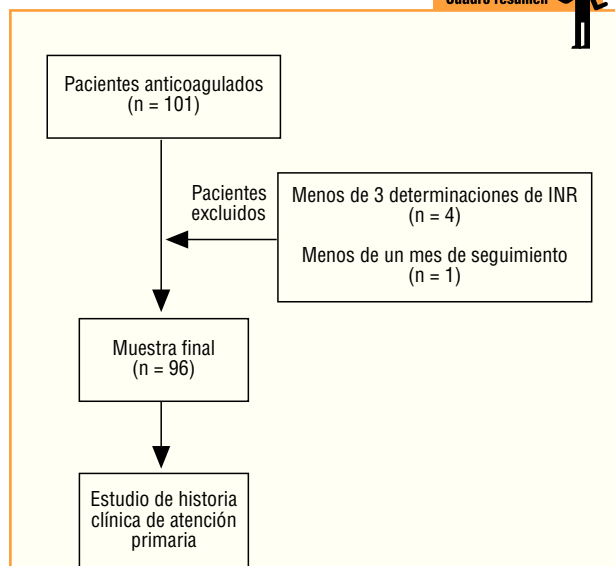 Cuadro resumen
Pacientes anticoagulados
(n = 101)
Pacientes
excluidos
Menos de 3 determinaciones de INR
(n = 4)
Menos de un mes de seguimiento
(n = 1)
Muestra final
(n = 96)
Estudio de historia
clínica de atención
primaria